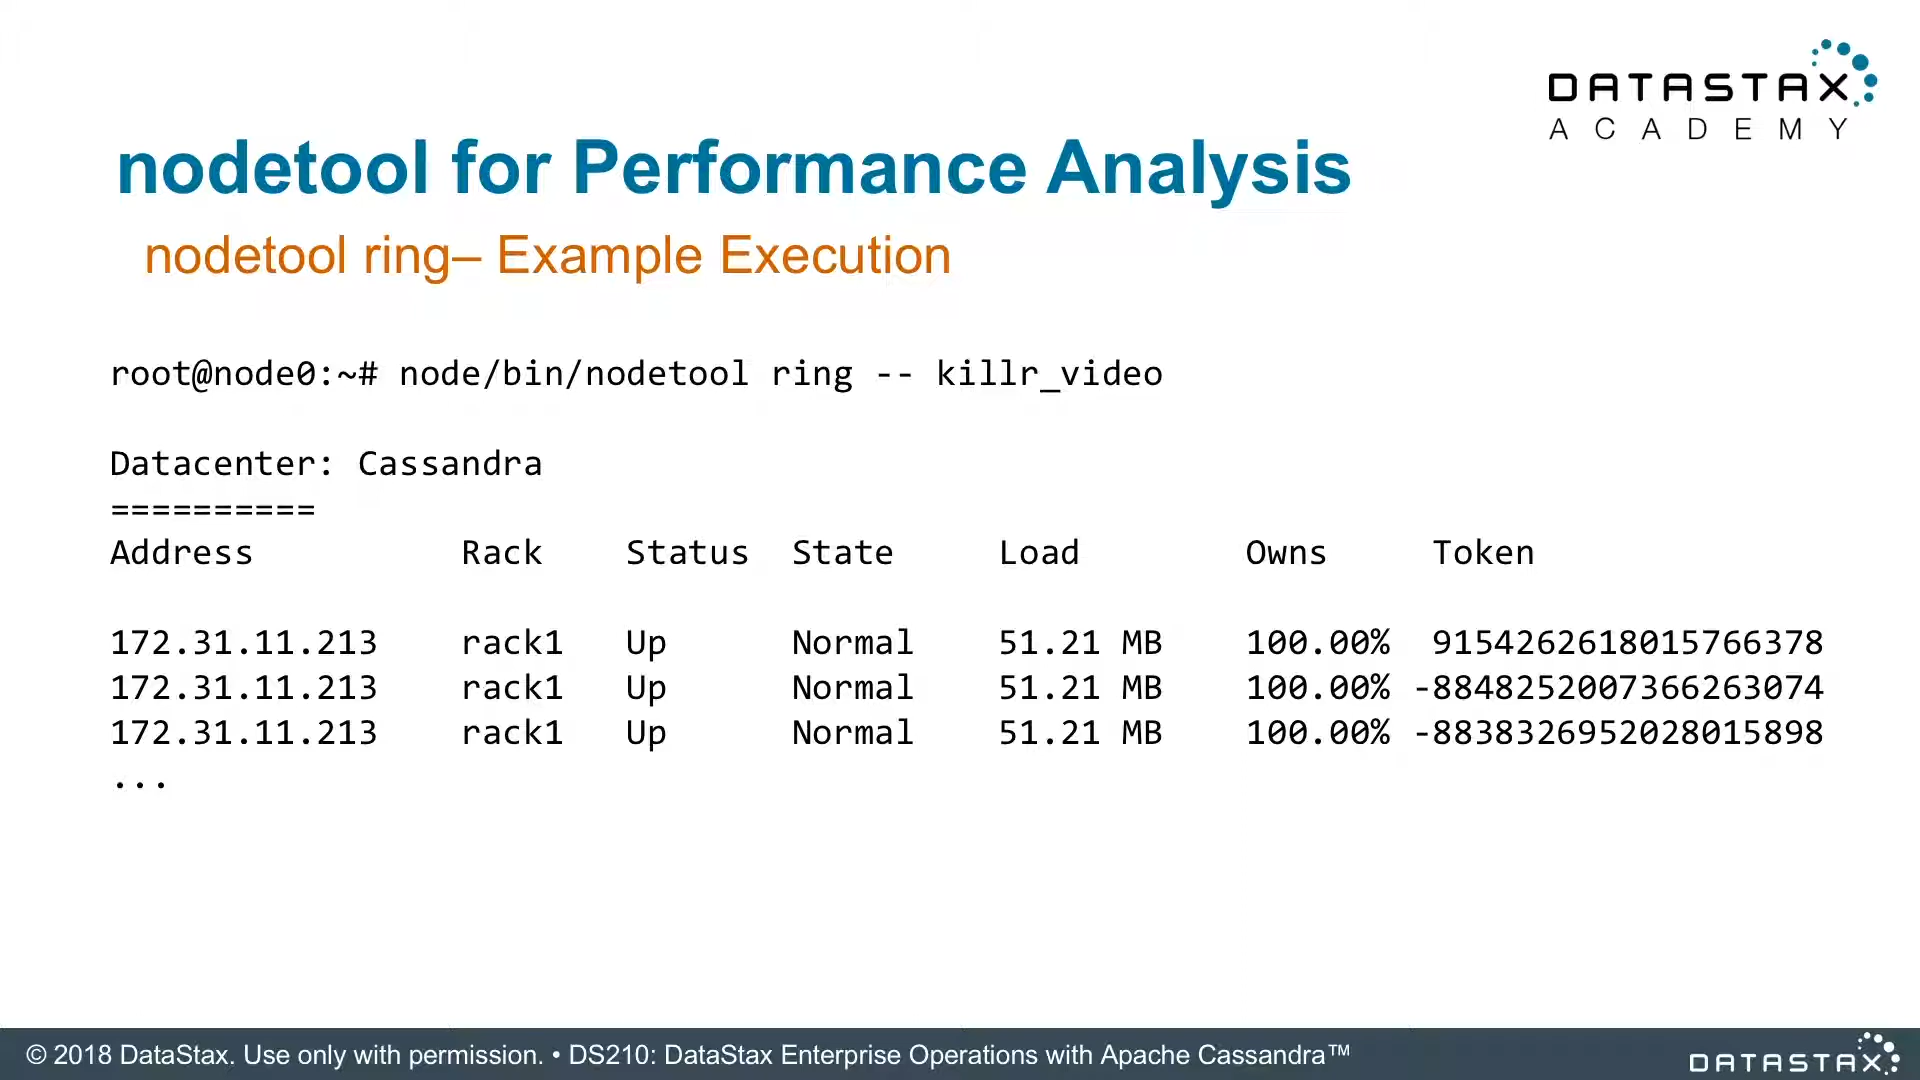 DATASTAX
ACADEMY
nodetool for Performance Analysis
nodetool ring– Example Execution
root@node0:~# node/bin/nodetool ring -- killr_video
Datacenter: Cassandra
==========
Address Rack Status State Load Owns Token
172.31.11.213 rack1 Up Normal 51.21 MB 100.00% 9154262618015766378
172.31.11.213 rack1 Up Normal 51.21 MB 100.00% -8848252007366263074
172.31.11.213 rack1 Up Normal 51.21 MB 100.00% -8838326952028015898
...
© 2018 DataStax. Use only with permission. • DS210: DataStax Enterprise Operations with Apache Cassandra™
DATASTAX